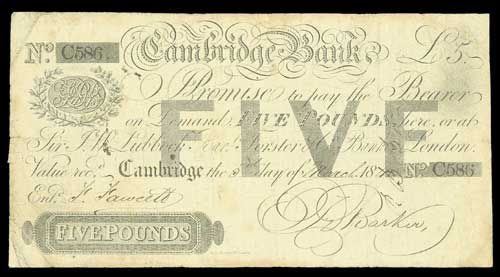 No. C586 Cambridge Bank £5
I Promise to pay the Bearer
on Demand FIVE POUNDS, here, or at
Sir J.W. Lubbock Forster & Co. Bankers London.
Value recd. Cambridge the day of March 18 No. C586
FIVE
Entd. F. Fawcett
Barker,
FIVE POUNDS